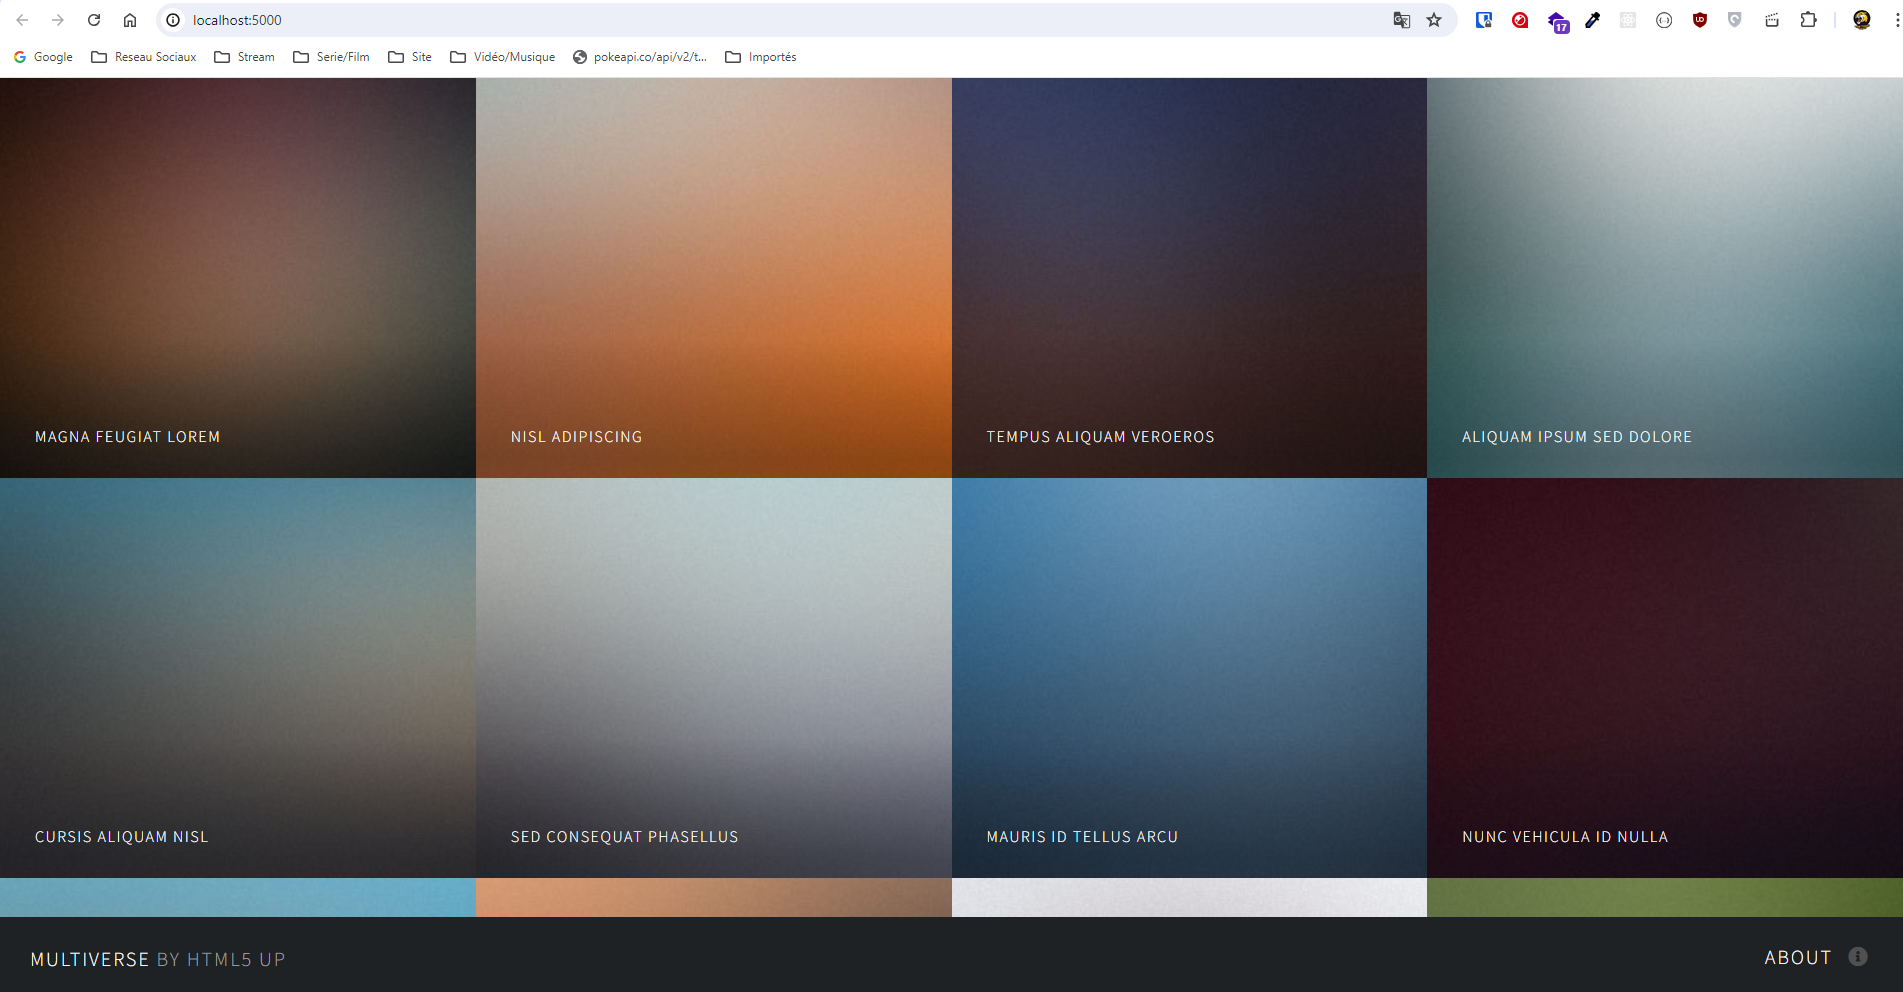 localhost:5000
17
Google Reseau Sociaux Stream Serie/Film Site Vidéo/Musique pokeapi.co/api/v2/t... Importés
MAGNA FEUGIAT LOREM NISL ADIPISCING TEMPUS ALIQUAM VEROEROS ALIQUAM IPSUM SED DOLORE
CURSIS ALIQUAM NISL SED CONSEQUAT PHASELLUS MAURIS ID TELLUS ARCU NUNC VEHICULA ID NULLA
MULTIVERSE BY HTML5 UP ABOUT